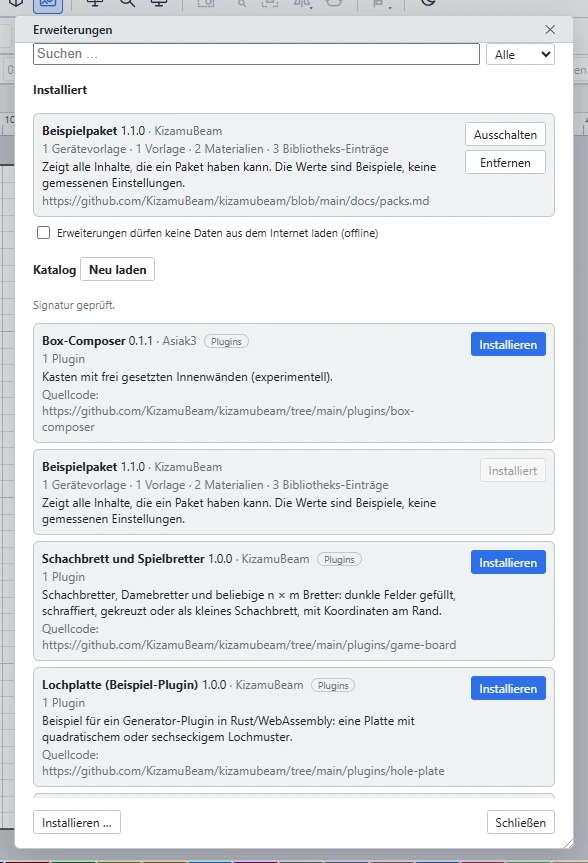 Erweiterungen
Suchen ...
Alle
Installiert
Beispielpaket 1.1.0 · KizamuBeam
Ausschalten
1 Gerätevorlage · 1 Vorlage · 2 Materialien · 3 Bibliotheks-Einträge
Zeigt alle Inhalte, die ein Paket haben kann. Die Werte sind Beispiele, keine
Entfernen
gemessenen Einstellungen.
https://github.com/KizamuBeam/kizamubeam/blob/main/docs/packs.md
Erweiterungen dürfen keine Daten aus dem Internet laden (offline)
Katalog
Neu laden
Signatur geprüft.
Box-Composer 0.1.1 · Asiak3
Plugins
Installieren
1 Plugin
Kasten mit frei gesetzten Innenwänden (experimentell).
Quellcode:
https://github.com/KizamuBeam/kizamubeam/tree/main/plugins/box-
composer
Beispielpaket 1.1.0 · KizamuBeam
Installiert
1 Gerätevorlage · 1 Vorlage · 2 Materialien · 3 Bibliotheks-Einträge
Zeigt alle Inhalte, die ein Paket haben kann. Die Werte sind Beispiele, keine
gemessenen Einstellungen.
Schachbrett und Spielbretter 1.0.0 · KizamuBeam
Plugins
Installieren
1 Plugin
Schachbretter, Damebretter und beliebige n × m Bretter: dunkle Felder gefüllt,
schraffiert, gekreuzt oder als kleines Schachbrett, mit Koordinaten am Rand.
Quellcode:
https://github.com/KizamuBeam/kizamubeam/tree/main/plugins/game-board
Lochplatte (Beispiel-Plugin) 1.0.0 · KizamuBeam
Plugins
Installieren
1 Plugin
Beispiel für ein Generator-Plugin in Rust/WebAssembly: eine Platte mit
quadratischem oder sechseckigem Lochmuster.
Quellcode:
https://github.com/KizamuBeam/kizamubeam/tree/main/plugins/hole-plate
Installieren ...
Schließen